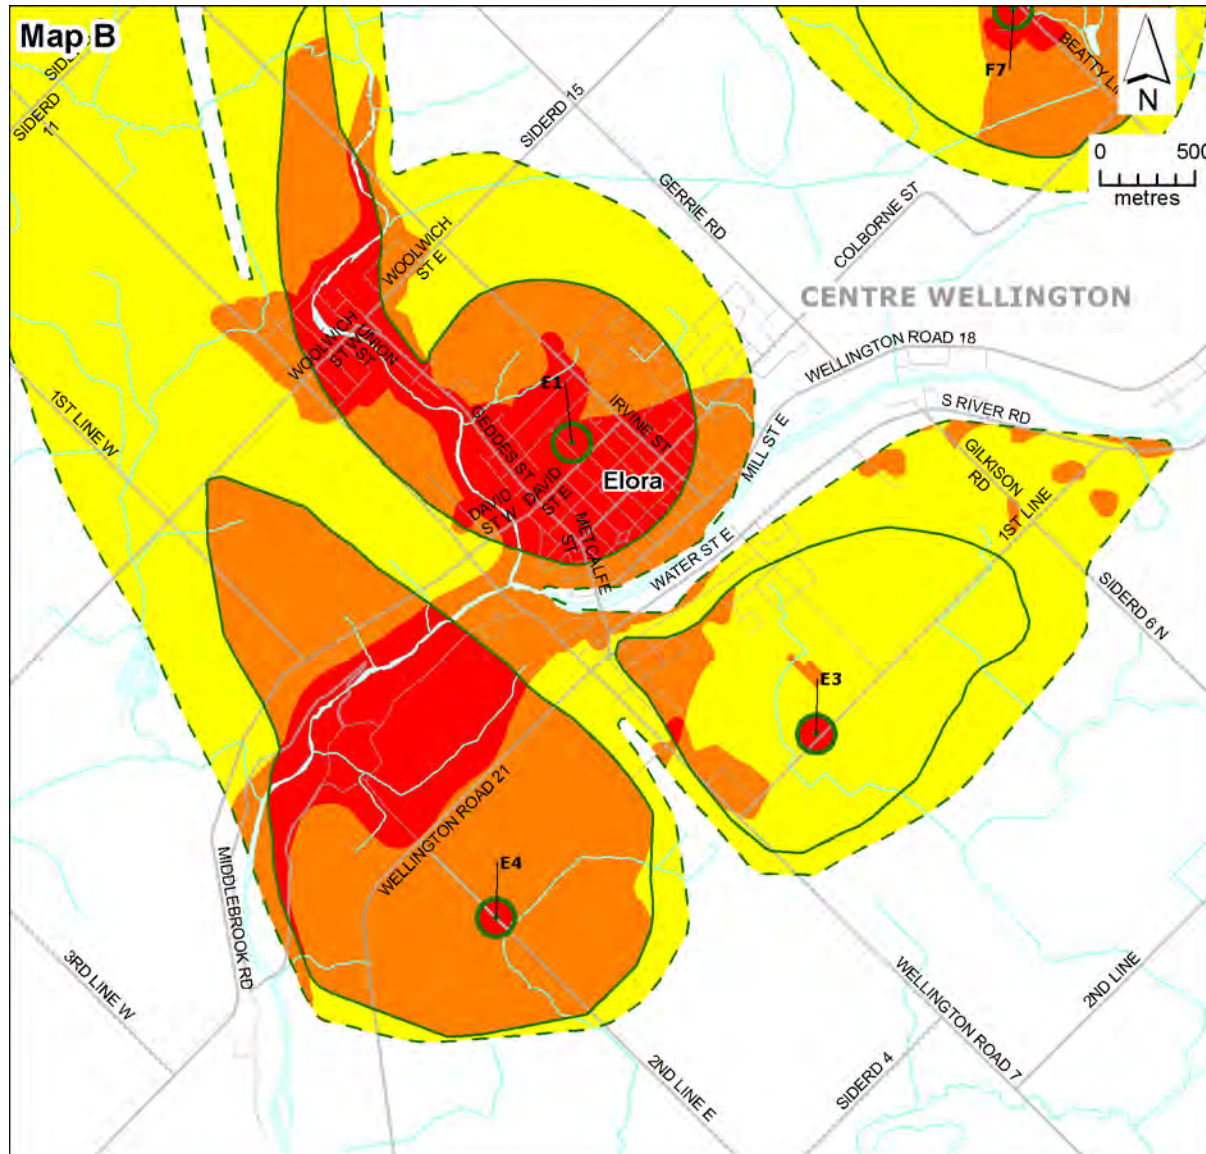 Map B
SIDERD
SIDERD
11
SIDERD 15
BEATTY LI
F7
N
0 500
metres
GERRIE RD
COLBORNE ST
WOOLWICH
ST E
CENTRE WELLINGTON
WOOLWICH
ST W
UNION
ST
WELLINGTON ROAD 18
E1
1ST LINE W
IRVINE ST
S RIVER RD
GEDDES ST
MILL ST E
GILKISON
RD
Elora
DAVID
ST E
DAVID
ST W
METCALFE
ST
1ST LINE
WATER ST E
SIDERD 6 N
E3
WELLINGTON ROAD 21
E4
MIDDLEBROOK RD
3RD LINE W
WELLINGTON ROAD 7
2ND LINE
2ND LINE E
SIDERD 4